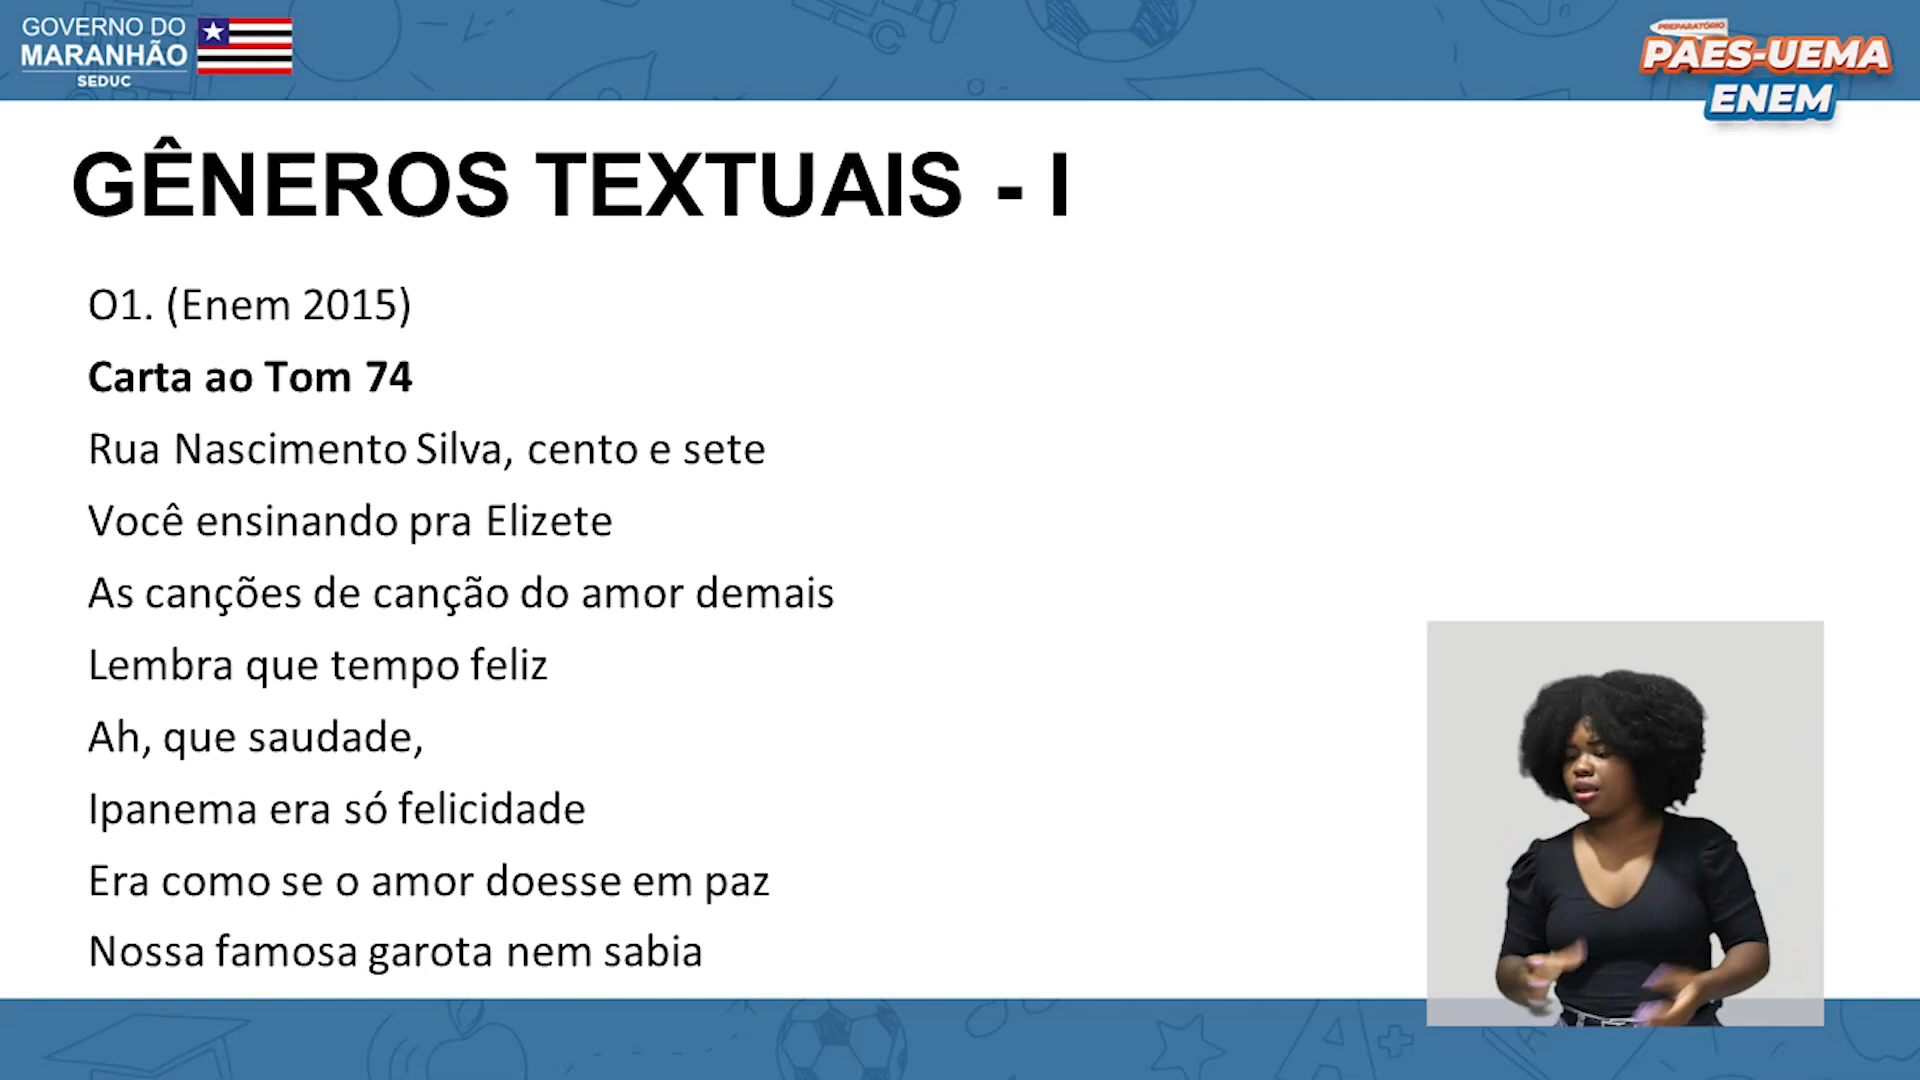 GOVERNO DO
MARANHÃO
SEDUC
PREPARATÓRIO
PAES-UEMA
ENEM
GÊNEROS TEXTUAIS - I
O1. (Enem 2015)
Carta ao Tom 74
Rua Nascimento Silva, cento e sete
Você ensinando pra Elizete
As canções de canção do amor demais
Lembra que tempo feliz
Ah, que saudade,
Ipanema era só felicidade
Era como se o amor doesse em paz
Nossa famosa garota nem sabia
A+